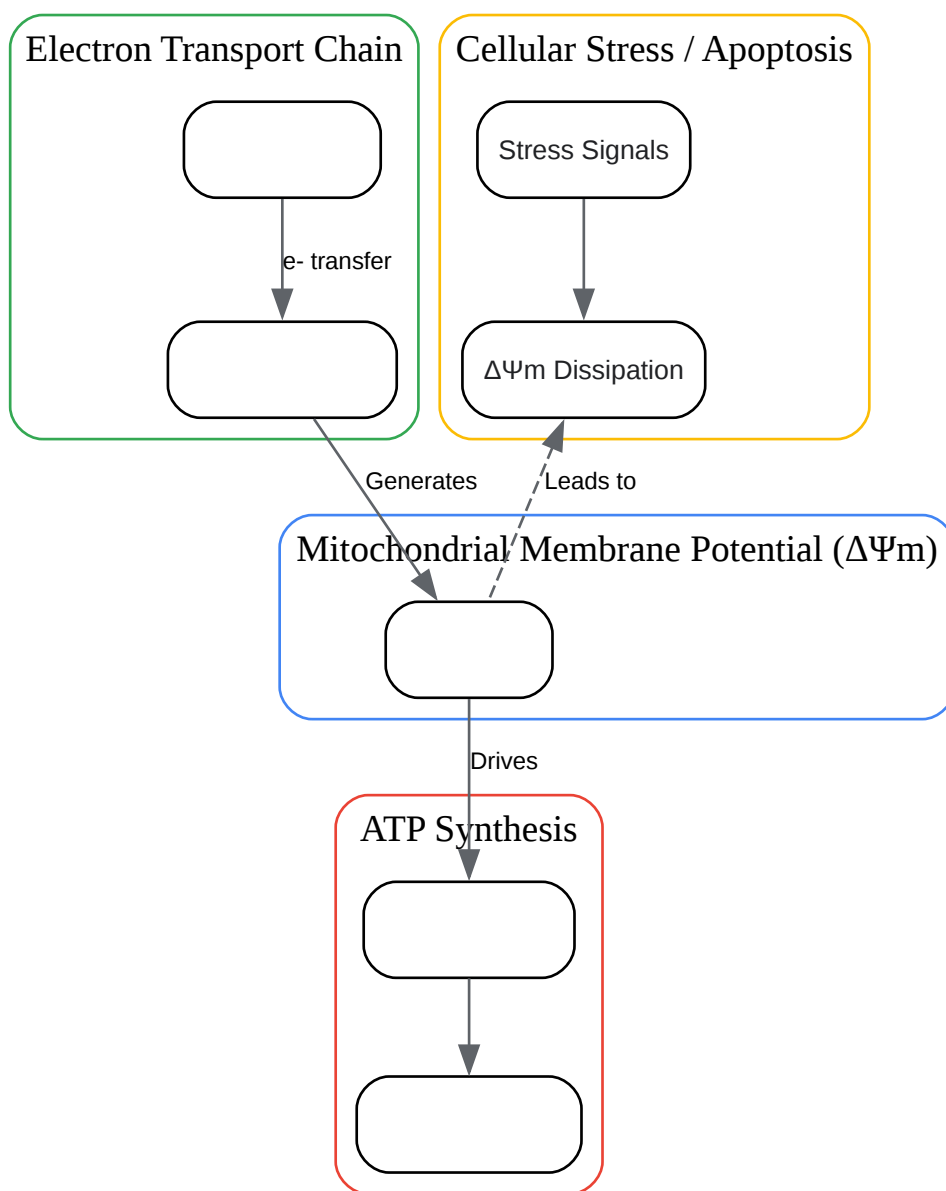 Electron Transport Chain
Cellular Stress / Apoptosis
Stress Signals
e- transfer
ΔΨm Dissipation
Generates
Leads to
Mitochondrial Membrane Potential (ΔΨm)
Drives
ATP Synthesis